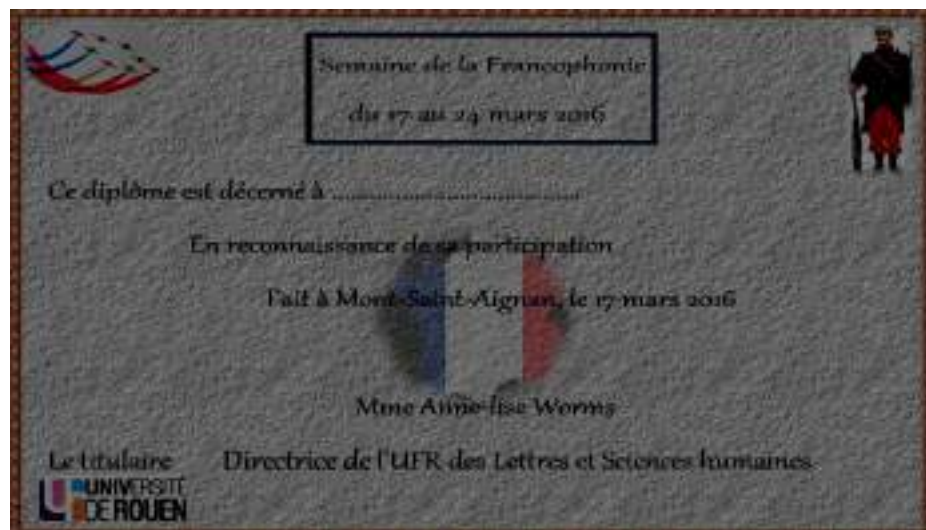 Semaine de la Francophonie
du 17 au 24 mars 2016
Ce diplôme est décerné à ........................................
En reconnaissance de sa participation
Fait à Mont-Saint-Aignan, le 17 mars 2016
Mme Anne-lise Worms
Le titulaire Directrice de l'UFR des Lettres et Sciences humaines
UNIVERSITÉ
DE ROUEN